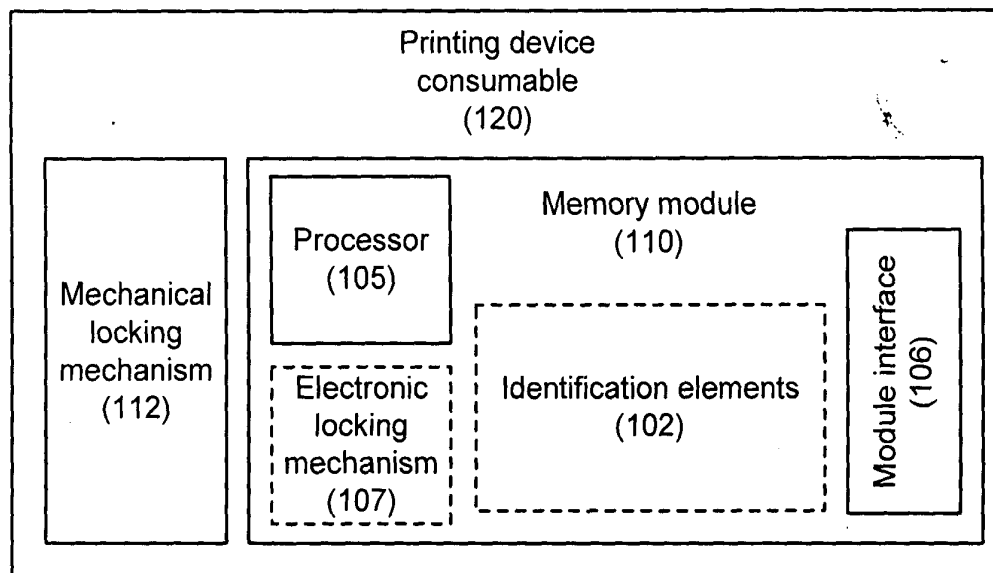 Printing device
consumable
(120)
Mechanical
locking
mechanism
(112)
Processor
(105)
Electronic
locking
mechanism
(107)
Memory module
(110)
Identification elements
(102)
Module interface
(106)